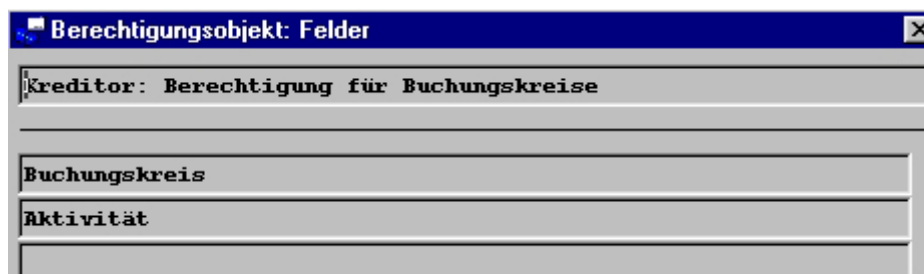 Berechtigungsobjekt: Felder
Kreditor: Berechtigung für Buchungskreise
Buchungskreis
Aktivität